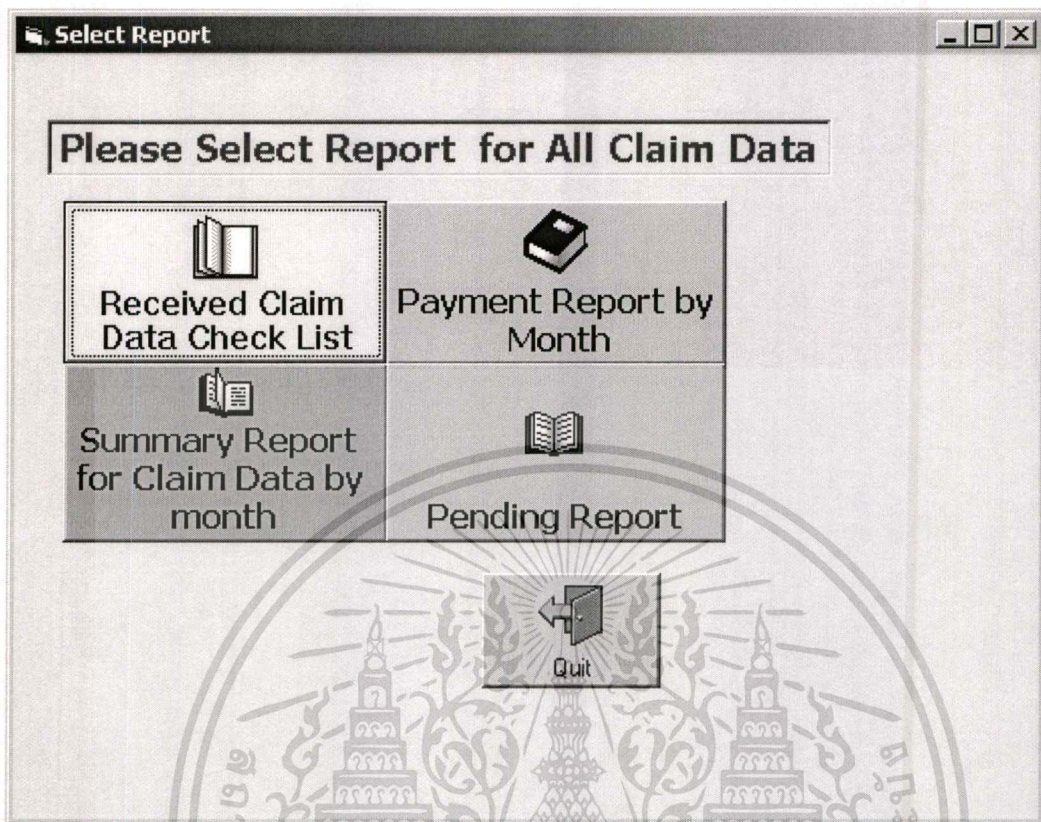 Select Report
Please Select Report for All Claim Data
Received Claim
Data Check List
Payment Report by
Month
Summary Report
for Claim Data by
month
Pending Report
Quit